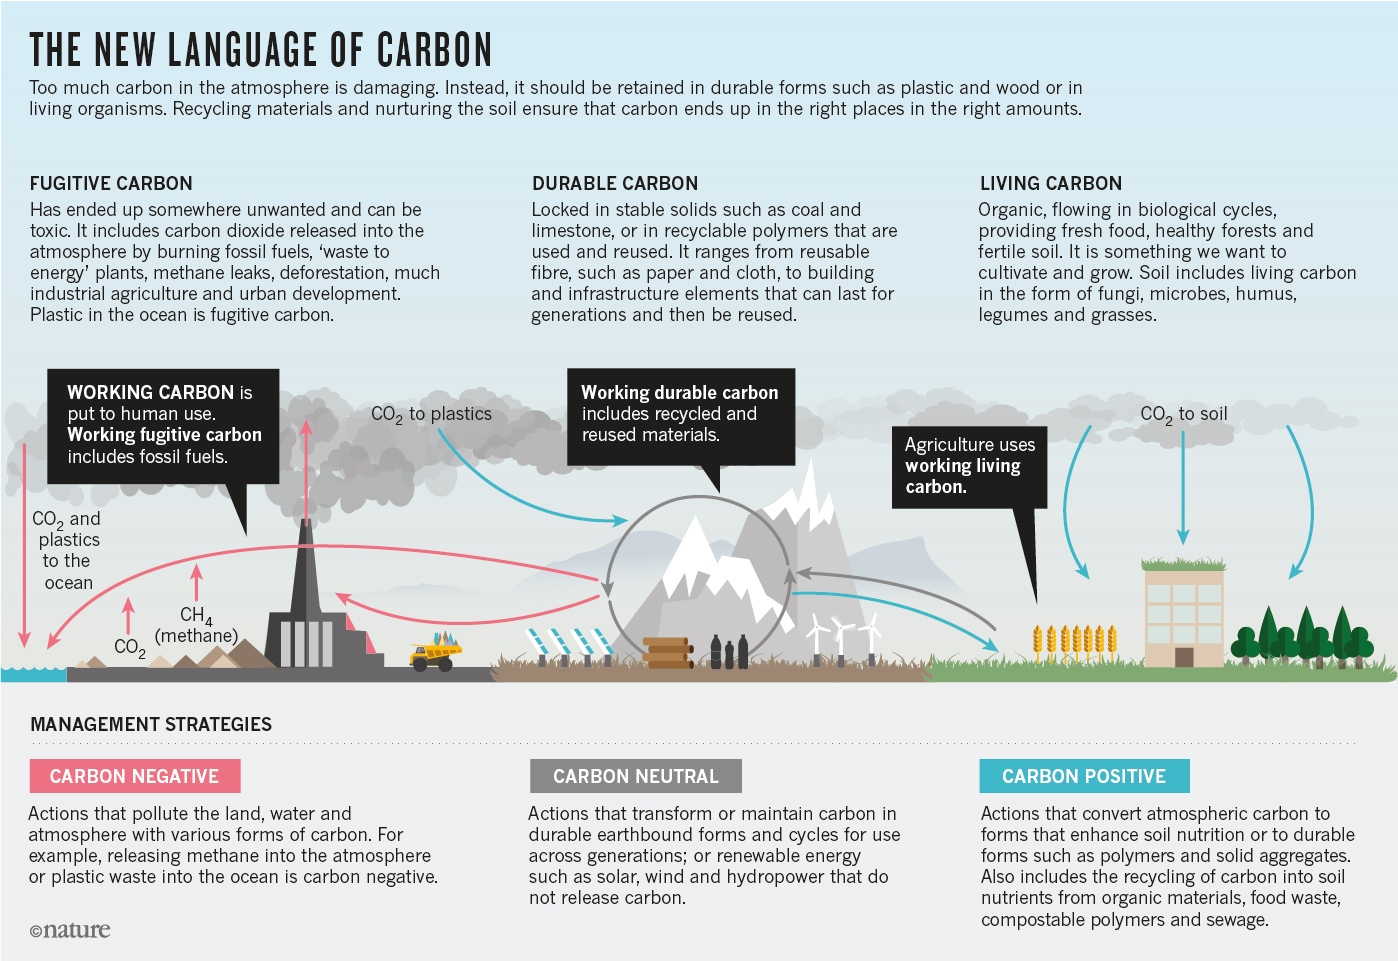 THE NEW LANGUAGE OF CARBON
Too much carbon in the atmosphere is damaging. Instead, it should be retained in durable forms such as plastic and wood or in
living organisms. Recycling materials and nurturing the soil ensure that carbon ends up in the right places in the right amounts.
FUGITIVE CARBON
Has ended up somewhere unwanted and can be
toxic. It includes carbon dioxide released into the
atmosphere by burning fossil fuels, ‘waste to
energy’ plants, methane leaks, deforestation, much
industrial agriculture and urban development.
Plastic in the ocean is fugitive carbon.
DURABLE CARBON
Locked in stable solids such as coal and
limestone, or in recyclable polymers that are
used and reused. It ranges from reusable
fibre, such as paper and cloth, to building
and infrastructure elements that can last for
generations and then be reused.
LIVING CARBON
Organic, flowing in biological cycles,
providing fresh food, healthy forests and
fertile soil. It is something we want to
cultivate and grow. Soil includes living carbon
in the form of fungi, microbes, humus,
legumes and grasses.
WORKING CARBON is
put to human use.
Working fugitive carbon
includes fossil fuels.
CO₂ to plastics
Working durable carbon
includes recycled and
reused materials.
Agriculture uses
working living
carbon.
CO₂ to soil
CO₂ and
plastics
to the
ocean
CO₂
CH₄
(methane)
MANAGEMENT STRATEGIES
CARBON NEGATIVE
Actions that pollute the land, water and
atmosphere with various forms of carbon. For
example, releasing methane into the atmosphere
or plastic waste into the ocean is carbon negative.
CARBON NEUTRAL
Actions that transform or maintain carbon in
durable earthbound forms and cycles for use
across generations; or renewable energy
such as solar, wind and hydropower that do
not release carbon.
CARBON POSITIVE
Actions that convert atmospheric carbon to
forms that enhance soil nutrition or to durable
forms such as polymers and solid aggregates.
Also includes the recycling of carbon into soil
nutrients from organic materials, food waste,
compostable polymers and sewage.
©nature